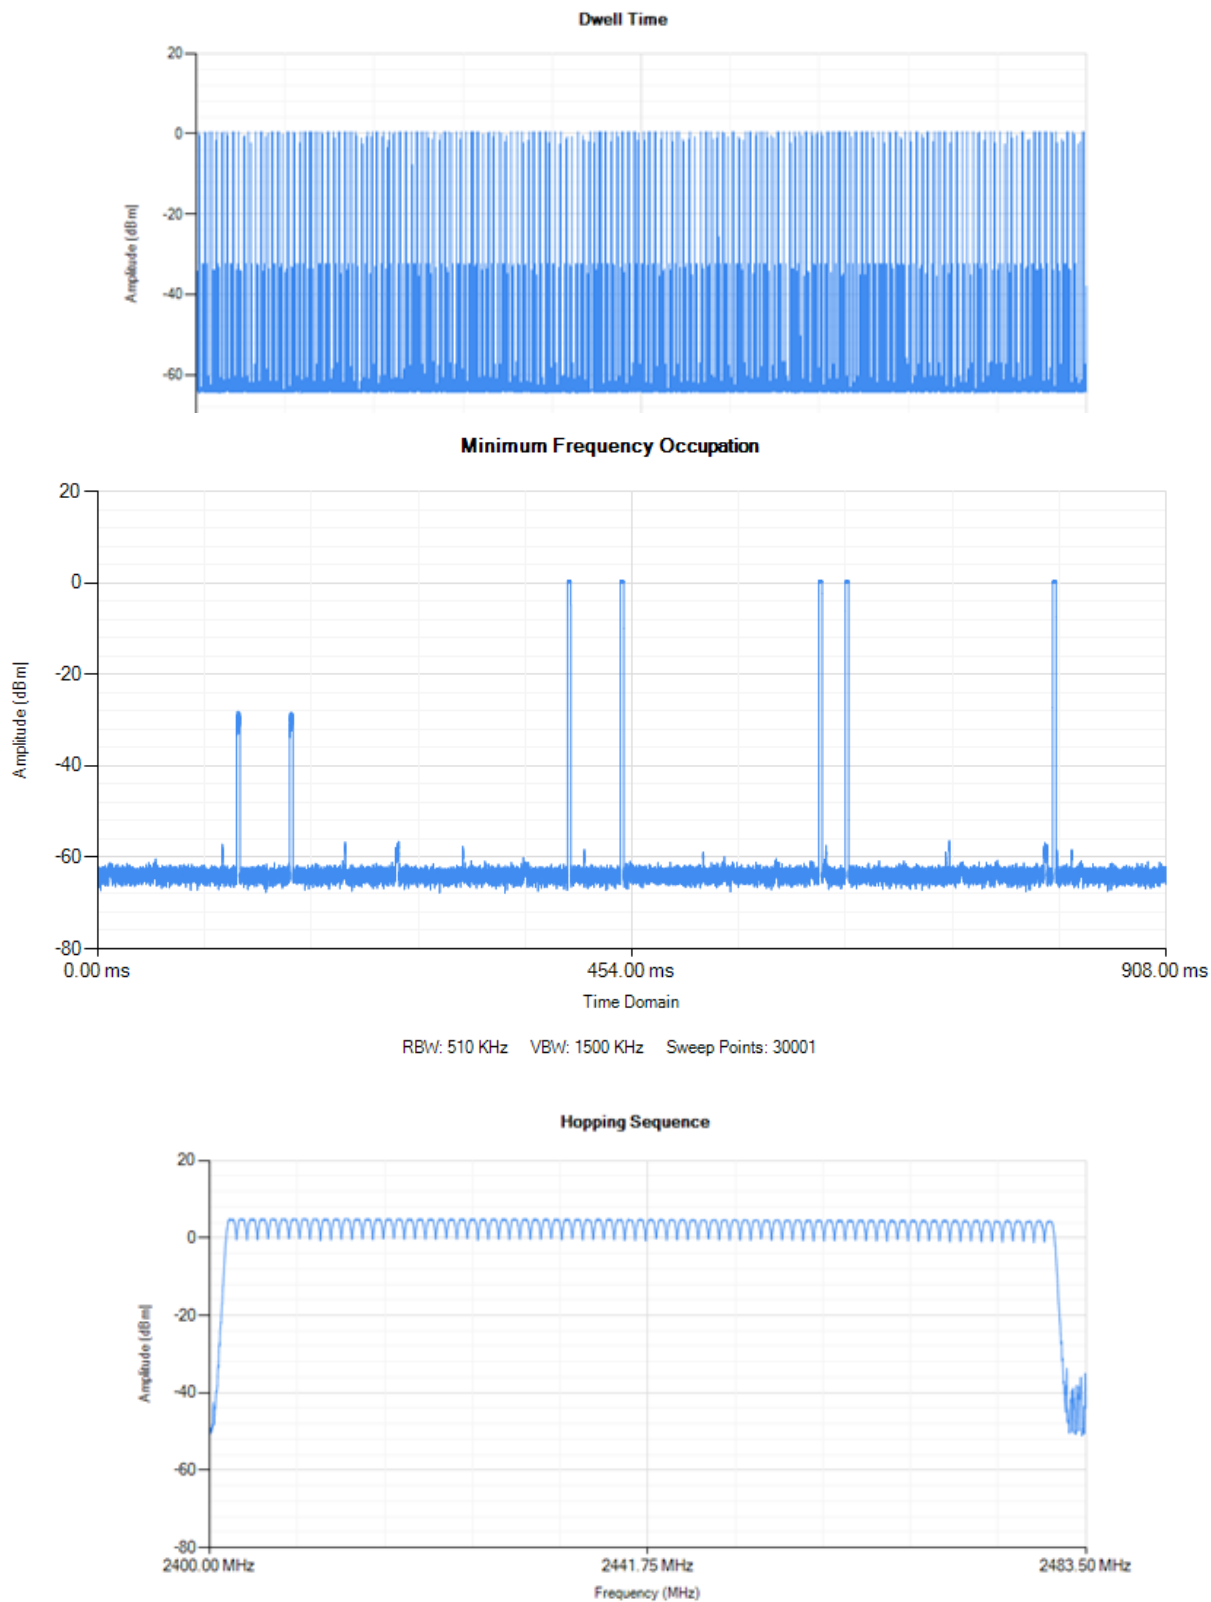 Dwell Time
20
0
-20
-40
-60
Amplitude (dBm)
Minimum Frequency Occupation
20
0
-20
-40
-60
-80
Amplitude (dBm)
0.00 ms
454.00 ms
908.00 ms
Time Domain
RBW: 510 KHz VBW: 1500 KHz Sweep Points: 30001
Hopping Sequence
20
0
-20
-40
-60
-80
Amplitude (dBm)
2400.00 MHz
2441.75 MHz
2483.50 MHz
Frequency (MHz)